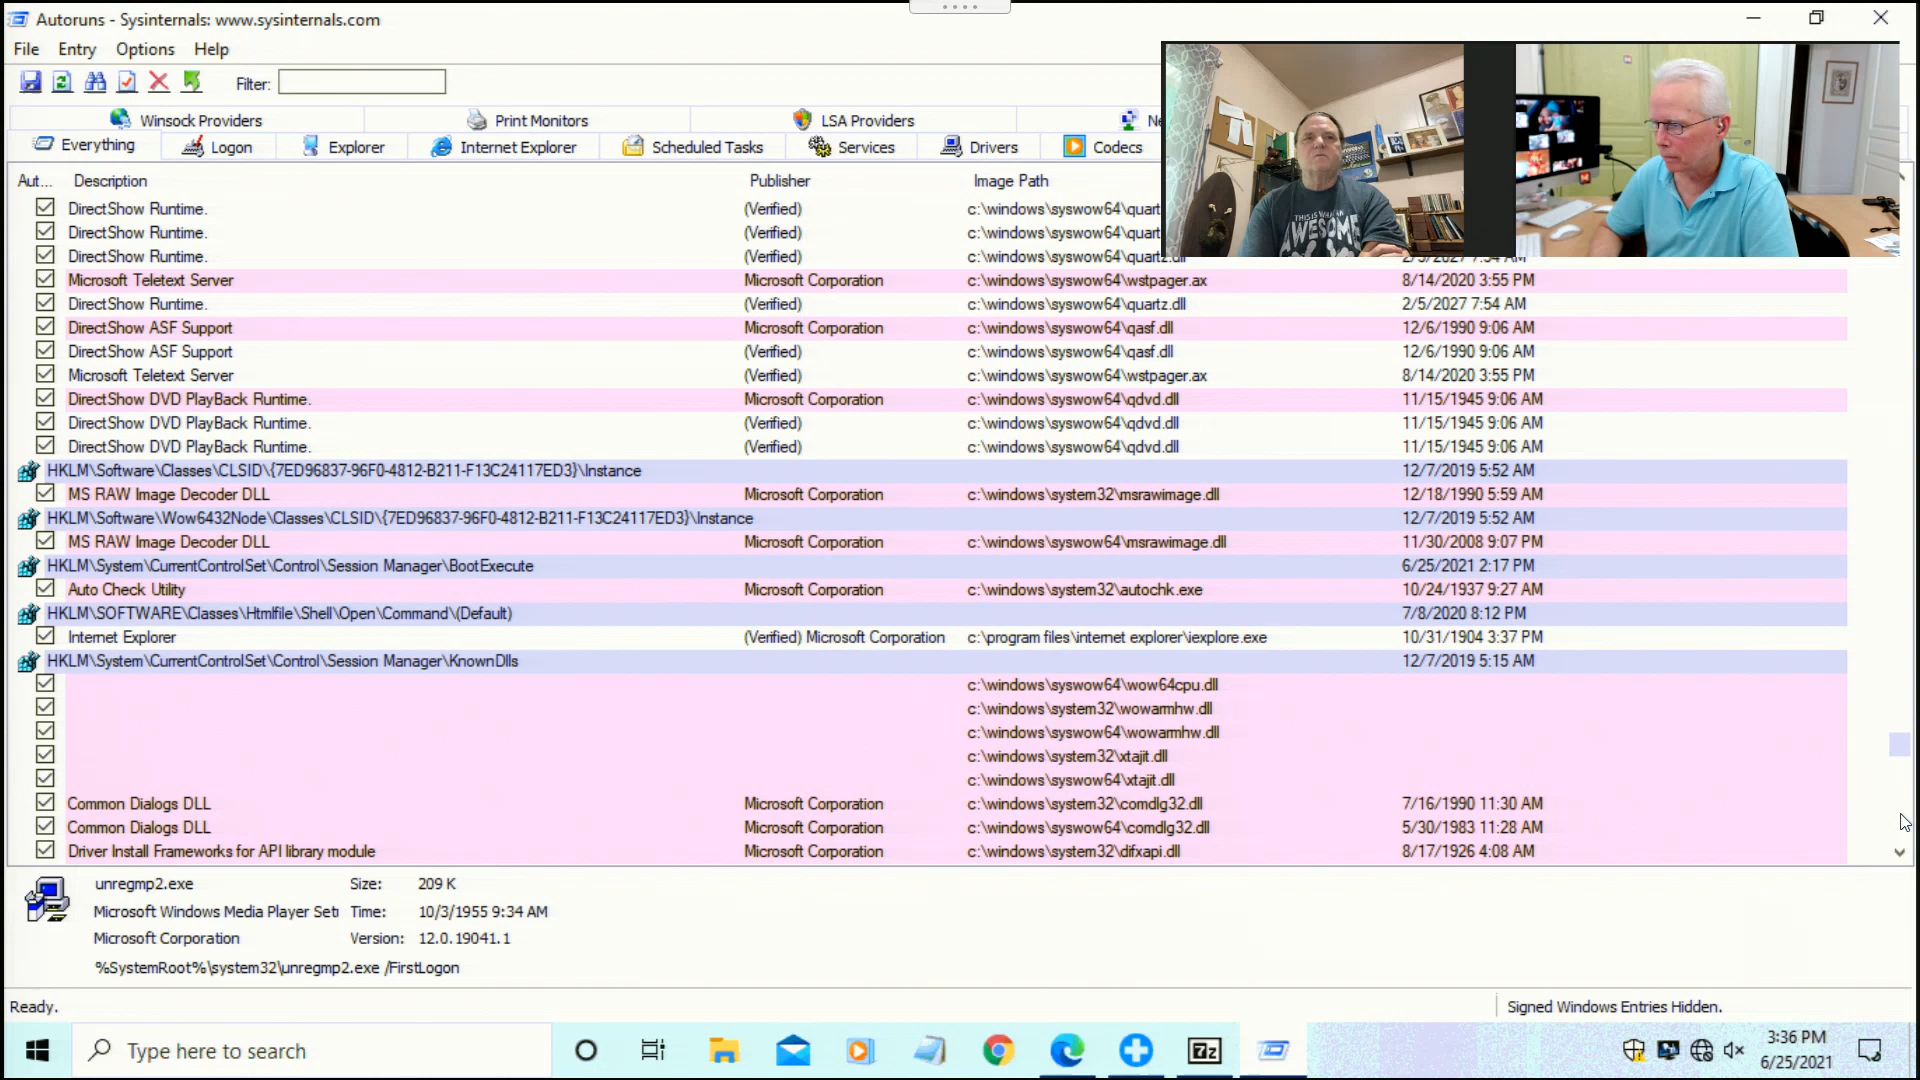 Autoruns - Sysinternals: www.sysinternals.com
File Entry Options Help
Filter:
Winsock Providers Print Monitors LSA Providers Ne
Everything Logon Explorer Internet Explorer Scheduled Tasks Services Drivers Codecs
Aut... Description Publisher Image Path
DirectShow Runtime. (Verified) c:\windows\syswow64\quart
DirectShow Runtime. (Verified) c:\windows\syswow64\quart
DirectShow Runtime. (Verified) c:\windows\syswow64\quartz.dll 2/5/2027 7:54 AM
Microsoft Teletext Server Microsoft Corporation c:\windows\syswow64\wstpager.ax 8/14/2020 3:55 PM
DirectShow Runtime. (Verified) c:\windows\syswow64\quartz.dll 2/5/2027 7:54 AM
DirectShow ASF Support Microsoft Corporation c:\windows\syswow64\qasf.dll 12/6/1990 9:06 AM
DirectShow ASF Support (Verified) c:\windows\syswow64\qasf.dll 12/6/1990 9:06 AM
Microsoft Teletext Server (Verified) c:\windows\syswow64\wstpager.ax 8/14/2020 3:55 PM
DirectShow DVD PlayBack Runtime. Microsoft Corporation c:\windows\syswow64\qdvd.dll 11/15/1945 9:06 AM
DirectShow DVD PlayBack Runtime. (Verified) c:\windows\syswow64\qdvd.dll 11/15/1945 9:06 AM
DirectShow DVD PlayBack Runtime. (Verified) c:\windows\syswow64\qdvd.dll 11/15/1945 9:06 AM
HKLM\Software\Classes\CLSID\{7ED96837-96F0-4812-B211-F13C24117ED3}\Instance 12/7/2019 5:52 AM
MS RAW Image Decoder DLL Microsoft Corporation c:\windows\system32\msrawimage.dll 12/18/1990 5:59 AM
HKLM\Software\Wow6432Node\Classes\CLSID\{7ED96837-96F0-4812-B211-F13C24117ED3}\Instance 12/7/2019 5:52 AM
MS RAW Image Decoder DLL Microsoft Corporation c:\windows\syswow64\msrawimage.dll 11/30/2008 9:07 PM
HKLM\System\CurrentControlSet\Control\Session Manager\BootExecute 6/25/2021 2:17 PM
Auto Check Utility Microsoft Corporation c:\windows\system32\autochk.exe 10/24/1937 9:27 AM
HKLM\SOFTWARE\Classes\Htmlfile\Shell\Open\Command\(Default) 7/8/2020 8:12 PM
Internet Explorer (Verified) Microsoft Corporation c:\program files\internet explorer\iexplore.exe 10/31/1904 3:37 PM
HKLM\System\CurrentControlSet\Control\Session Manager\KnownDlls 12/7/2019 5:15 AM
c:\windows\syswow64\wow64cpu.dll
c:\windows\system32\wowarmhw.dll
c:\windows\syswow64\wowarmhw.dll
c:\windows\system32\xtajit.dll
c:\windows\syswow64\xtajit.dll
Common Dialogs DLL Microsoft Corporation c:\windows\system32\comdlg32.dll 7/16/1990 11:30 AM
Common Dialogs DLL Microsoft Corporation c:\windows\syswow64\comdlg32.dll 5/30/1983 11:28 AM
Driver Install Frameworks for API library module Microsoft Corporation c:\windows\system32\difxapi.dll 8/17/1926 4:08 AM
unregmp2.exe Size: 209 K
Microsoft Windows Media Player Set Time: 10/3/1955 9:34 AM
Microsoft Corporation Version: 12.0.19041.1
%SystemRoot%\system32\unregmp2.exe /FirstLogon
Ready. Signed Windows Entries Hidden.
Type here to search 7z 3:36 PM
6/25/2021
THIS IS
AWESOME